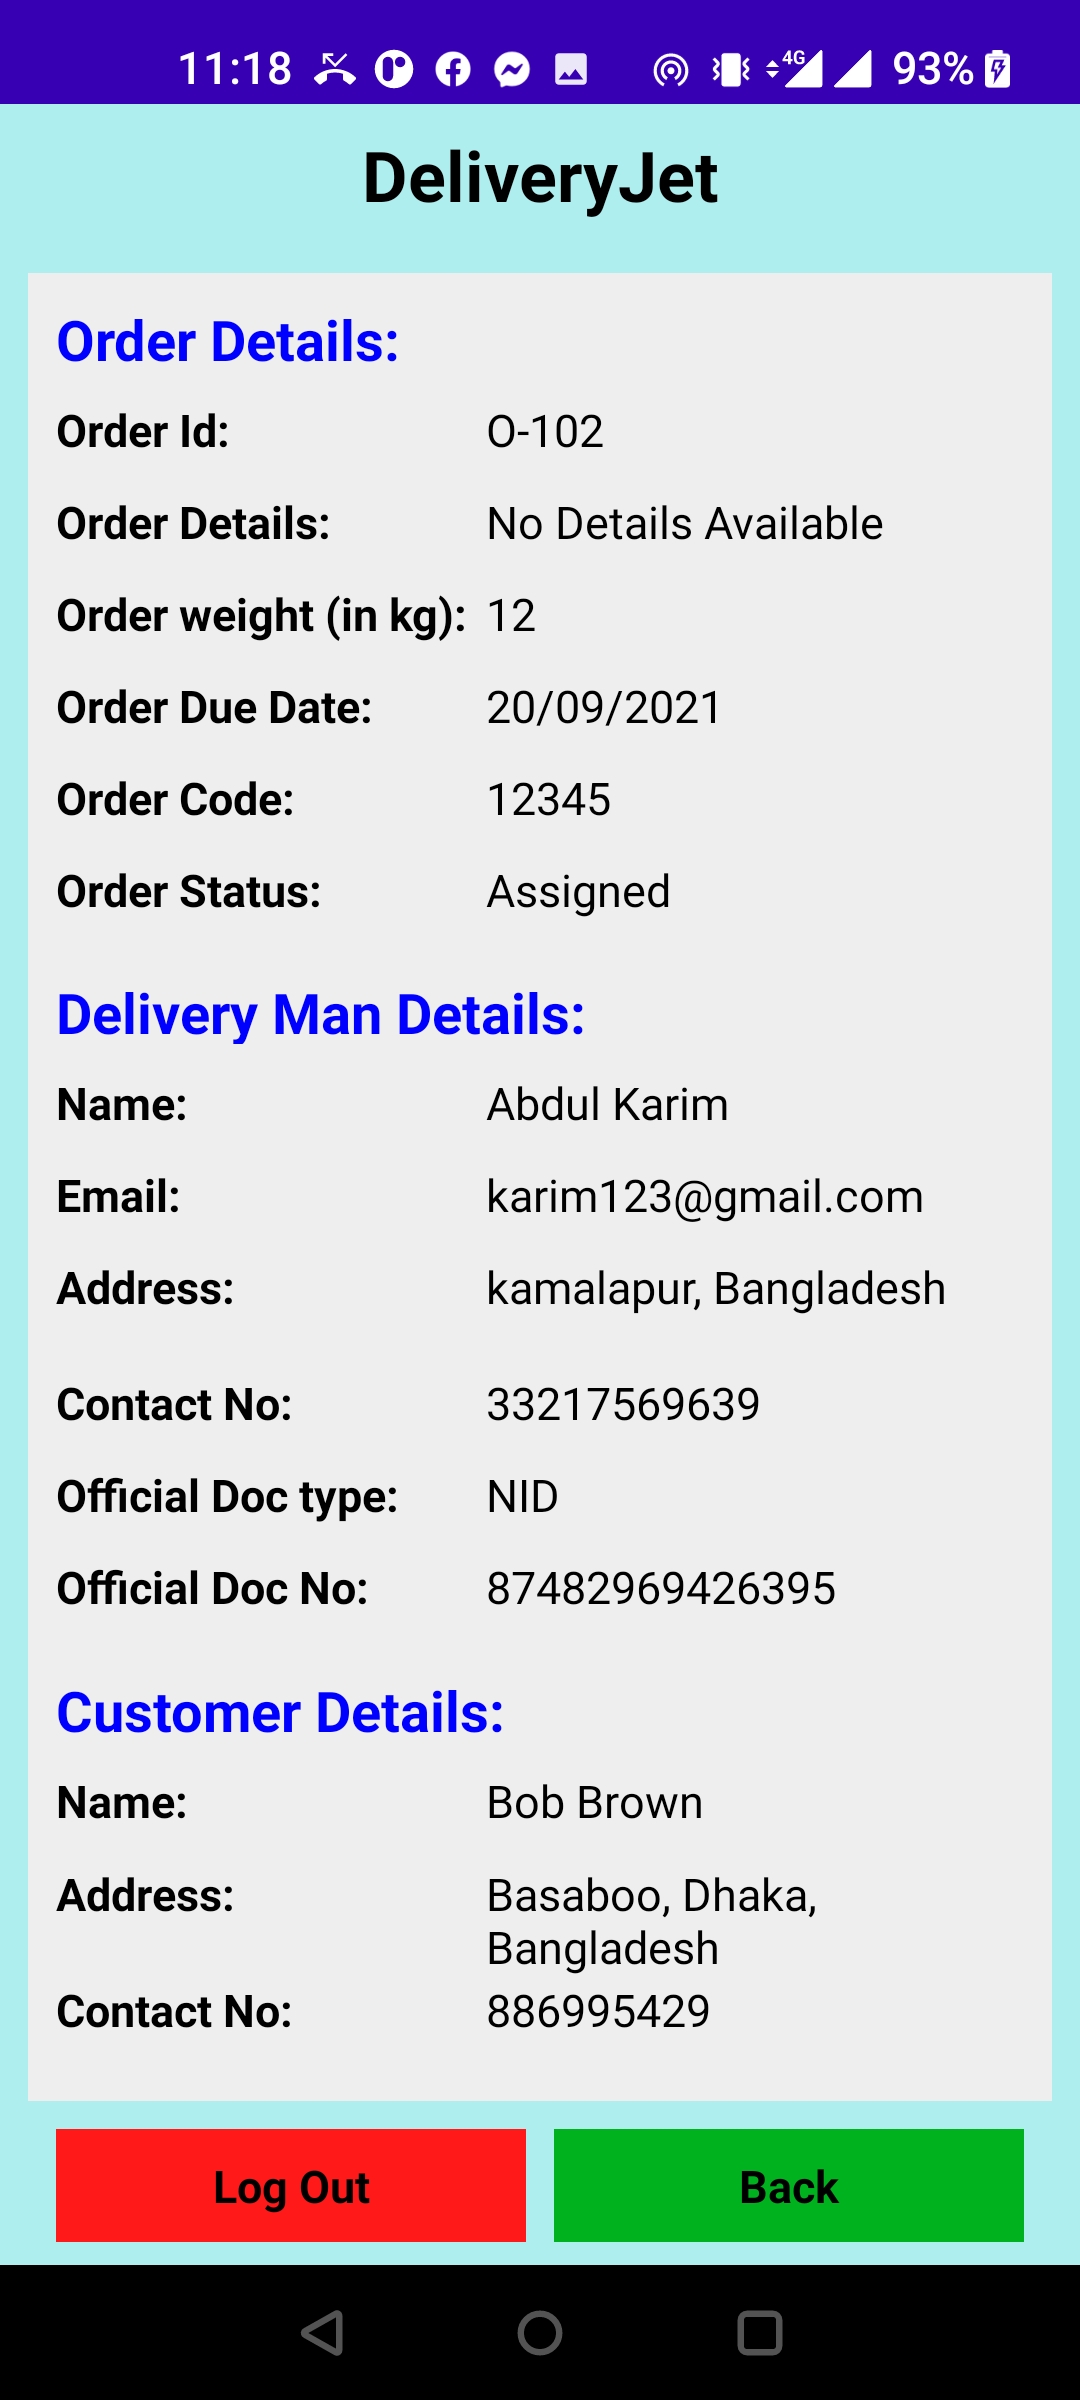 11:18 4G 93%
DeliveryJet
Order Details:
Order Id: O-102
Order Details: No Details Available
Order weight (in kg): 12
Order Due Date: 20/09/2021
Order Code: 12345
Order Status: Assigned
Delivery Man Details:
Name: Abdul Karim
Email: karim123@gmail.com
Address: kamalapur, Bangladesh
Contact No: 33217569639
Official Doc type: NID
Official Doc No: 87482969426395
Customer Details:
Name: Bob Brown
Address: Basaboo, Dhaka,
Bangladesh
Contact No: 886995429
Log Out Back